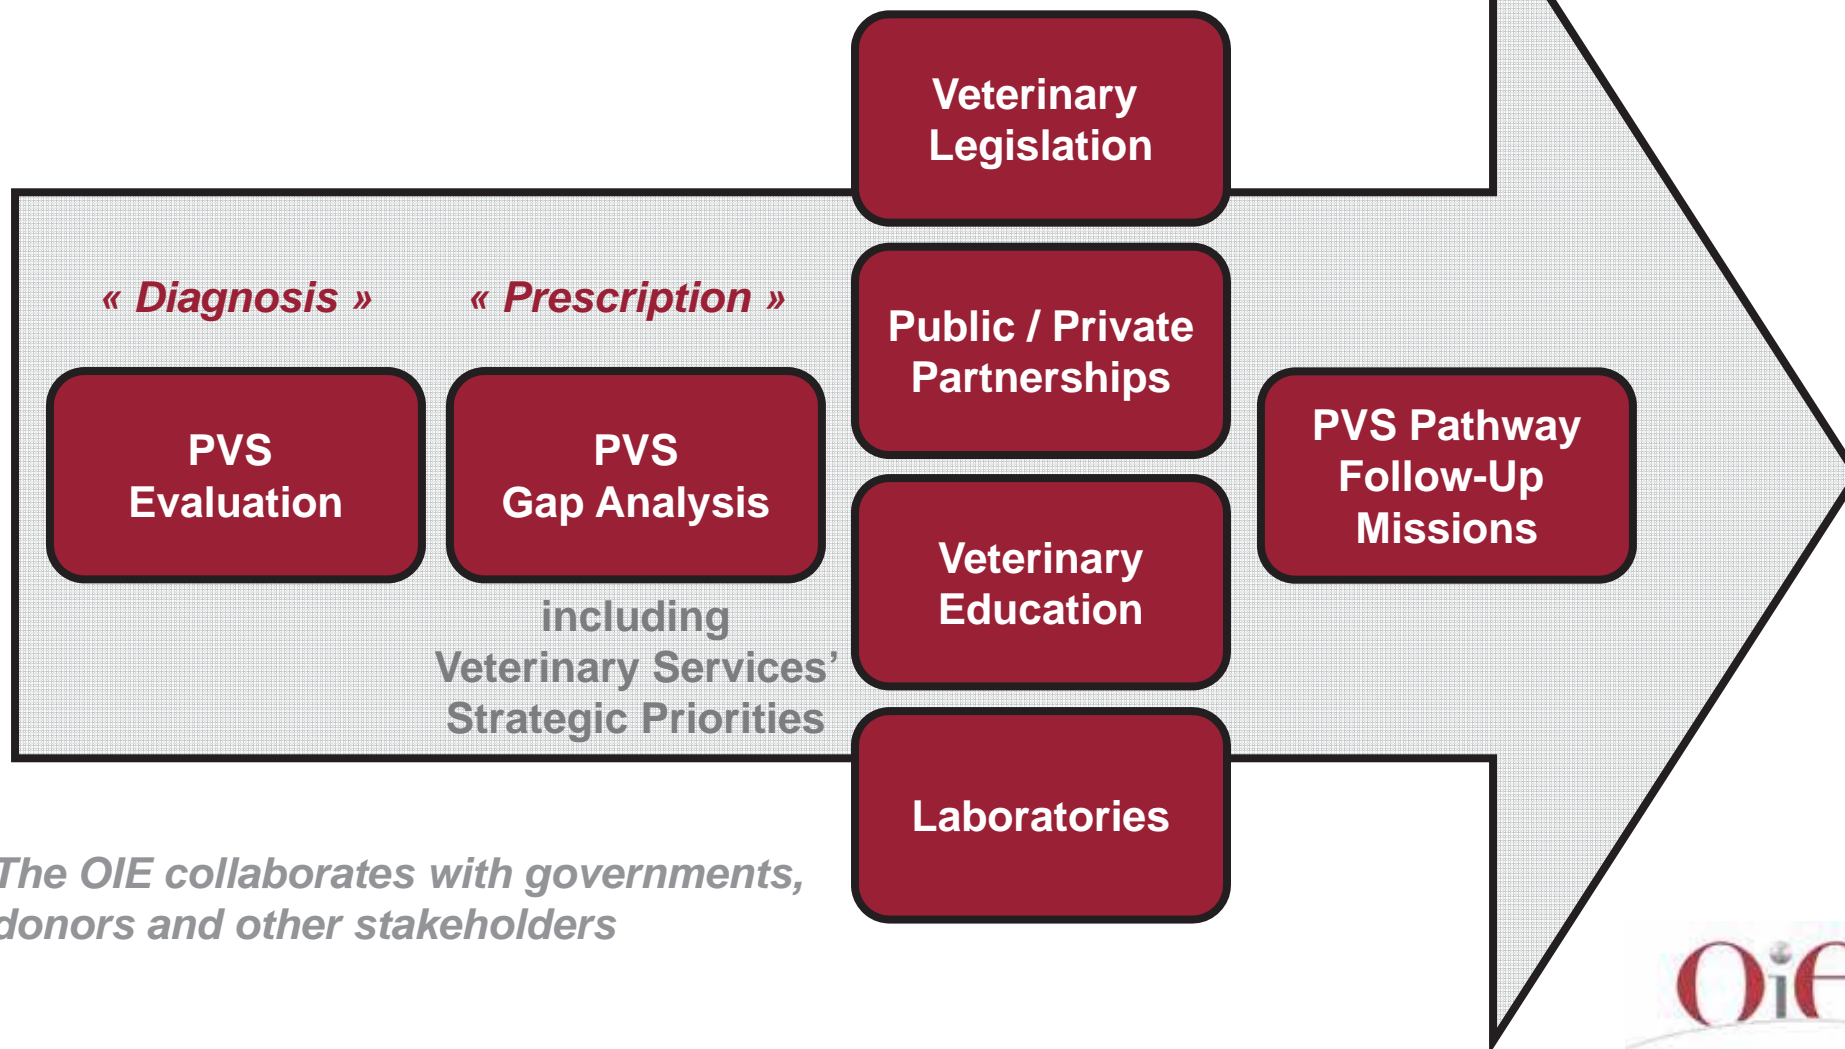 Veterinary
Legislation
« Diagnosis »
« Prescription »
Public / Private
Partnerships
PVS
Evaluation
PVS
Gap Analysis
PVS Pathway
Follow-Up
Missions
including
Veterinary Services’
Strategic Priorities
Veterinary
Education
Laboratories
The OIE collaborates with governments,
donors and other stakeholders
Oie